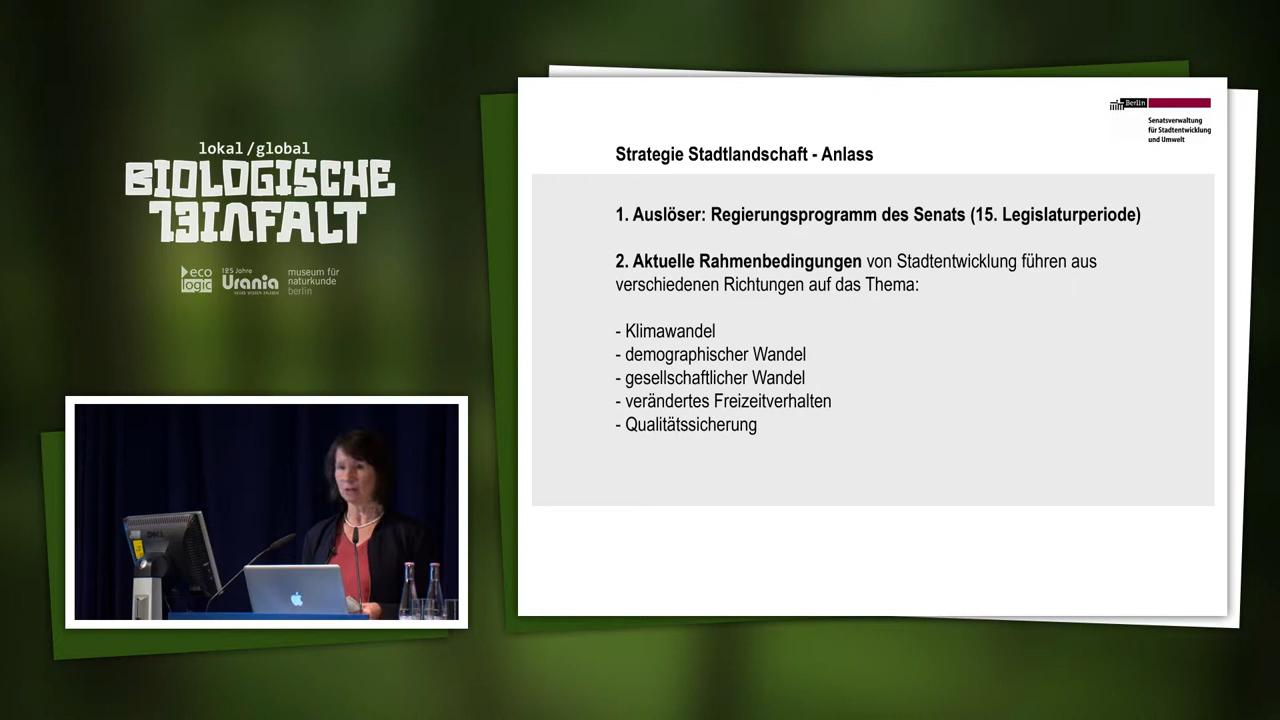 lokal/global
BIOLOGISCHE
VIELFALT
eco
logic
125 Jahre
Urania
museum für
naturkunde
berlin
Berlin
Senatsverwaltung
für Stadtentwicklung
und Umwelt
Strategie Stadtlandschaft - Anlass
1. Auslöser: Regierungsprogramm des Senats (15. Legislaturperiode)
2. Aktuelle Rahmenbedingungen von Stadtentwicklung führen aus
verschiedenen Richtungen auf das Thema:
- Klimawandel
- demographischer Wandel
- gesellschaftlicher Wandel
- verändertes Freizeitverhalten
- Qualitätssicherung
DELL